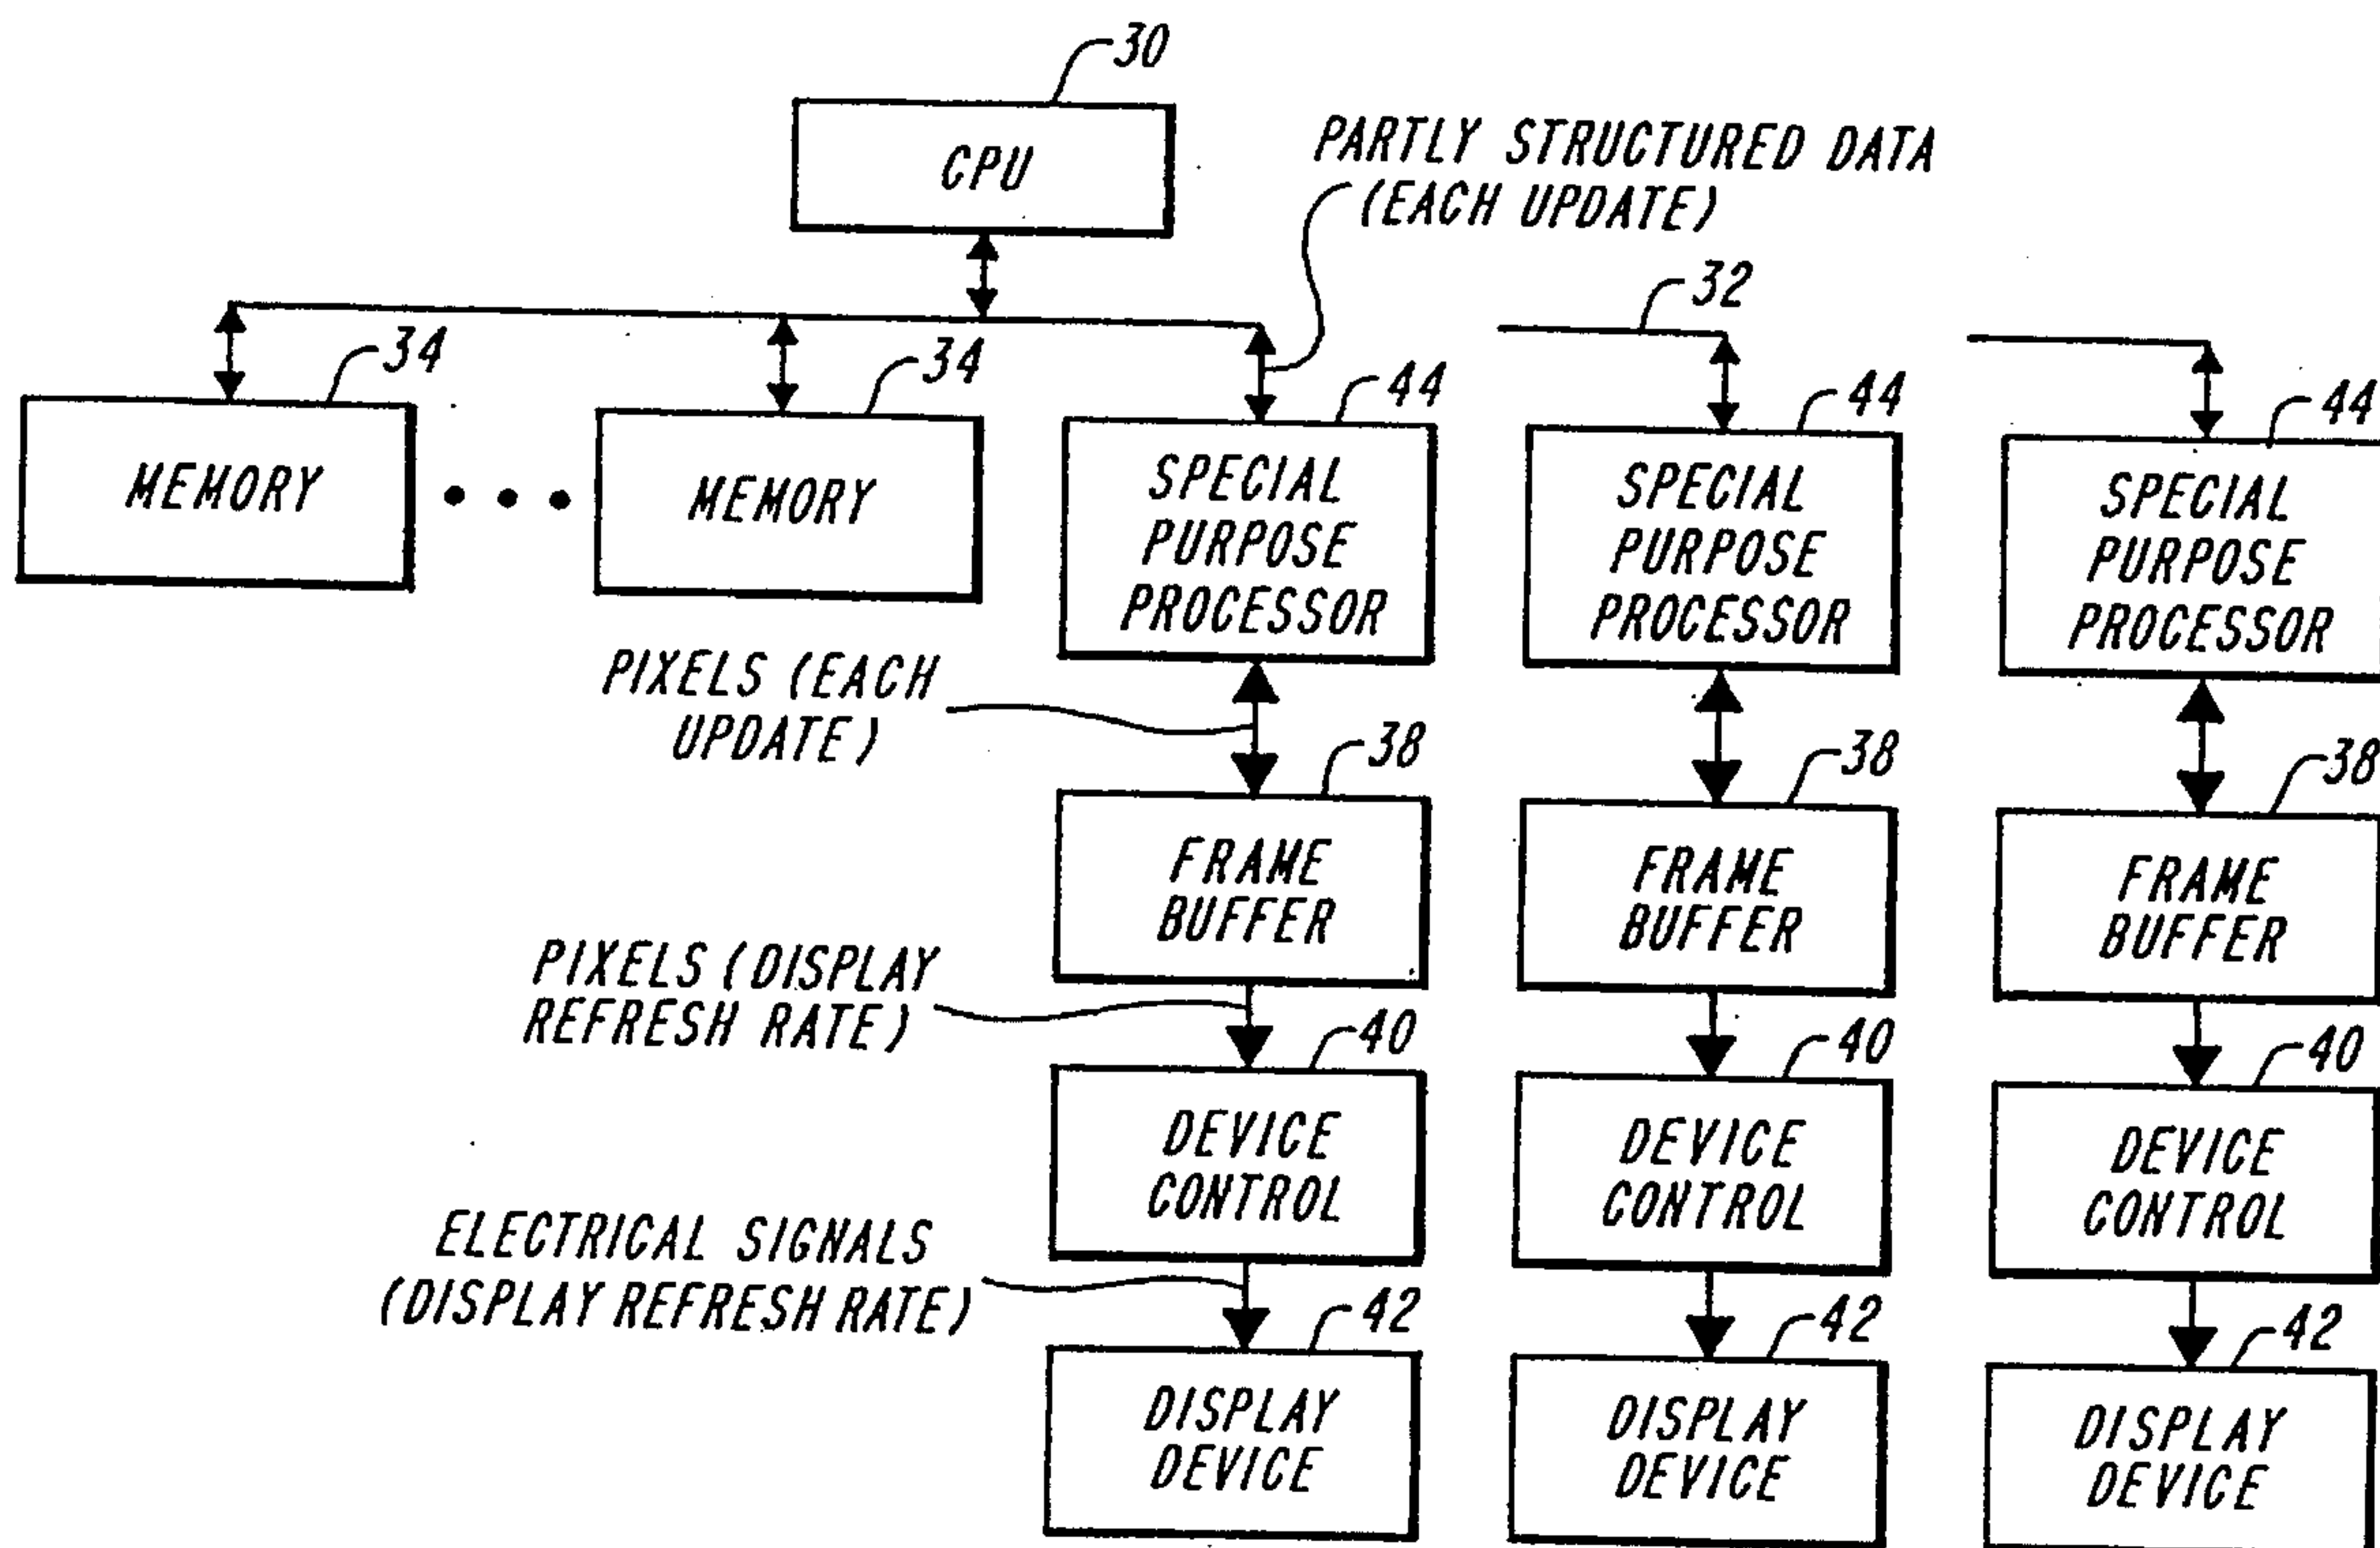 30
CPU
PARTLY STRUCTURED DATA
(EACH UPDATE)
32
34
34
44
44
44
MEMORY
MEMORY
SPECIAL
PURPOSE
PROCESSOR
SPECIAL
PURPOSE
PROCESSOR
SPECIAL
PURPOSE
PROCESSOR
PIXELS (EACH
UPDATE)
38
38
38
FRAME
BUFFER
FRAME
BUFFER
FRAME
BUFFER
PIXELS (DISPLAY
REFRESH RATE)
40
40
40
DEVICE
CONTROL
DEVICE
CONTROL
DEVICE
CONTROL
ELECTRICAL SIGNALS
(DISPLAY REFRESH RATE)
42
42
42
DISPLAY
DEVICE
DISPLAY
DEVICE
DISPLAY
DEVICE